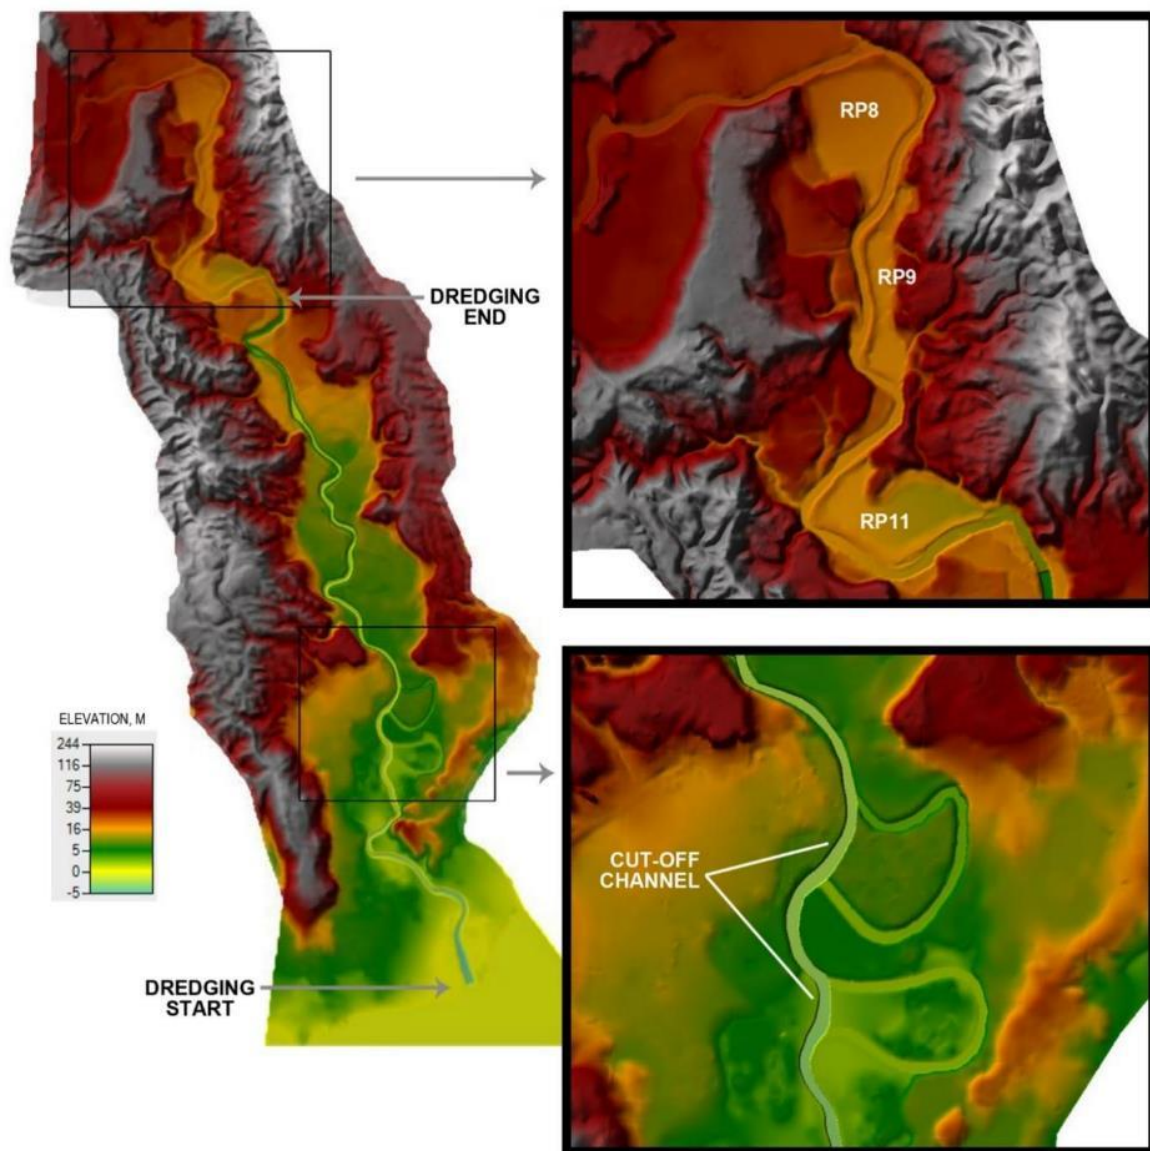 RP8
RP9
RP11
DREDGING
END
ELEVATION, M
244
116
75
39
16
5
0
-5
CUT-OFF
CHANNEL
DREDGING
START